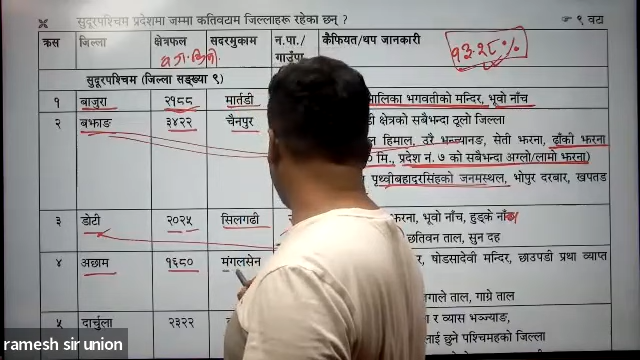 सुदूरपश्चिम प्रदेशमा जम्मा कतिवटाम जिल्लाहरू रहेका छन् ? ☞ ९ वटा
क्रस जिल्ला क्षेत्रफल सदरमुकाम न.पा./ गाउँपा कैफियत/थप जानकारी
व.कि.मी. १३.२८%
सुदूरपश्चिम (जिल्ला सङ्ख्या ९)
१ बाजुरा २१८८ मार्तडी मालिका भगवतीको मन्दिर, भूवो नाँच
२ बझाङ ३४२२ चैनपुर डी क्षेत्रको सबैभन्दा ठूलो जिल्ला
हिमाल, उरै भञ्ज्याङ, सेती झरना, ढाँकी झरना
मि., प्रदेश नं. ७ को सबैभन्दा अग्लो/लामो झरना)
पृथ्वीबहादुरसिंहको जनमस्थल, भोपुर दरबार, खपतड
३ डोटी २०२५ सिलगढी झरना, भूवो नाँच, हुड्के नाँच
छतिवन ताल, सुन दह
४ अछाम १६८० मंगलसेन षोडसादेवी मन्दिर, छाउपडी प्रथा व्याप्त
ताल, गाग्रे ताल
५ दार्चुला २३२२ र व्यास भञ्ज्याङ,
छुने पश्चिमको जिल्ला
ramesh sir union